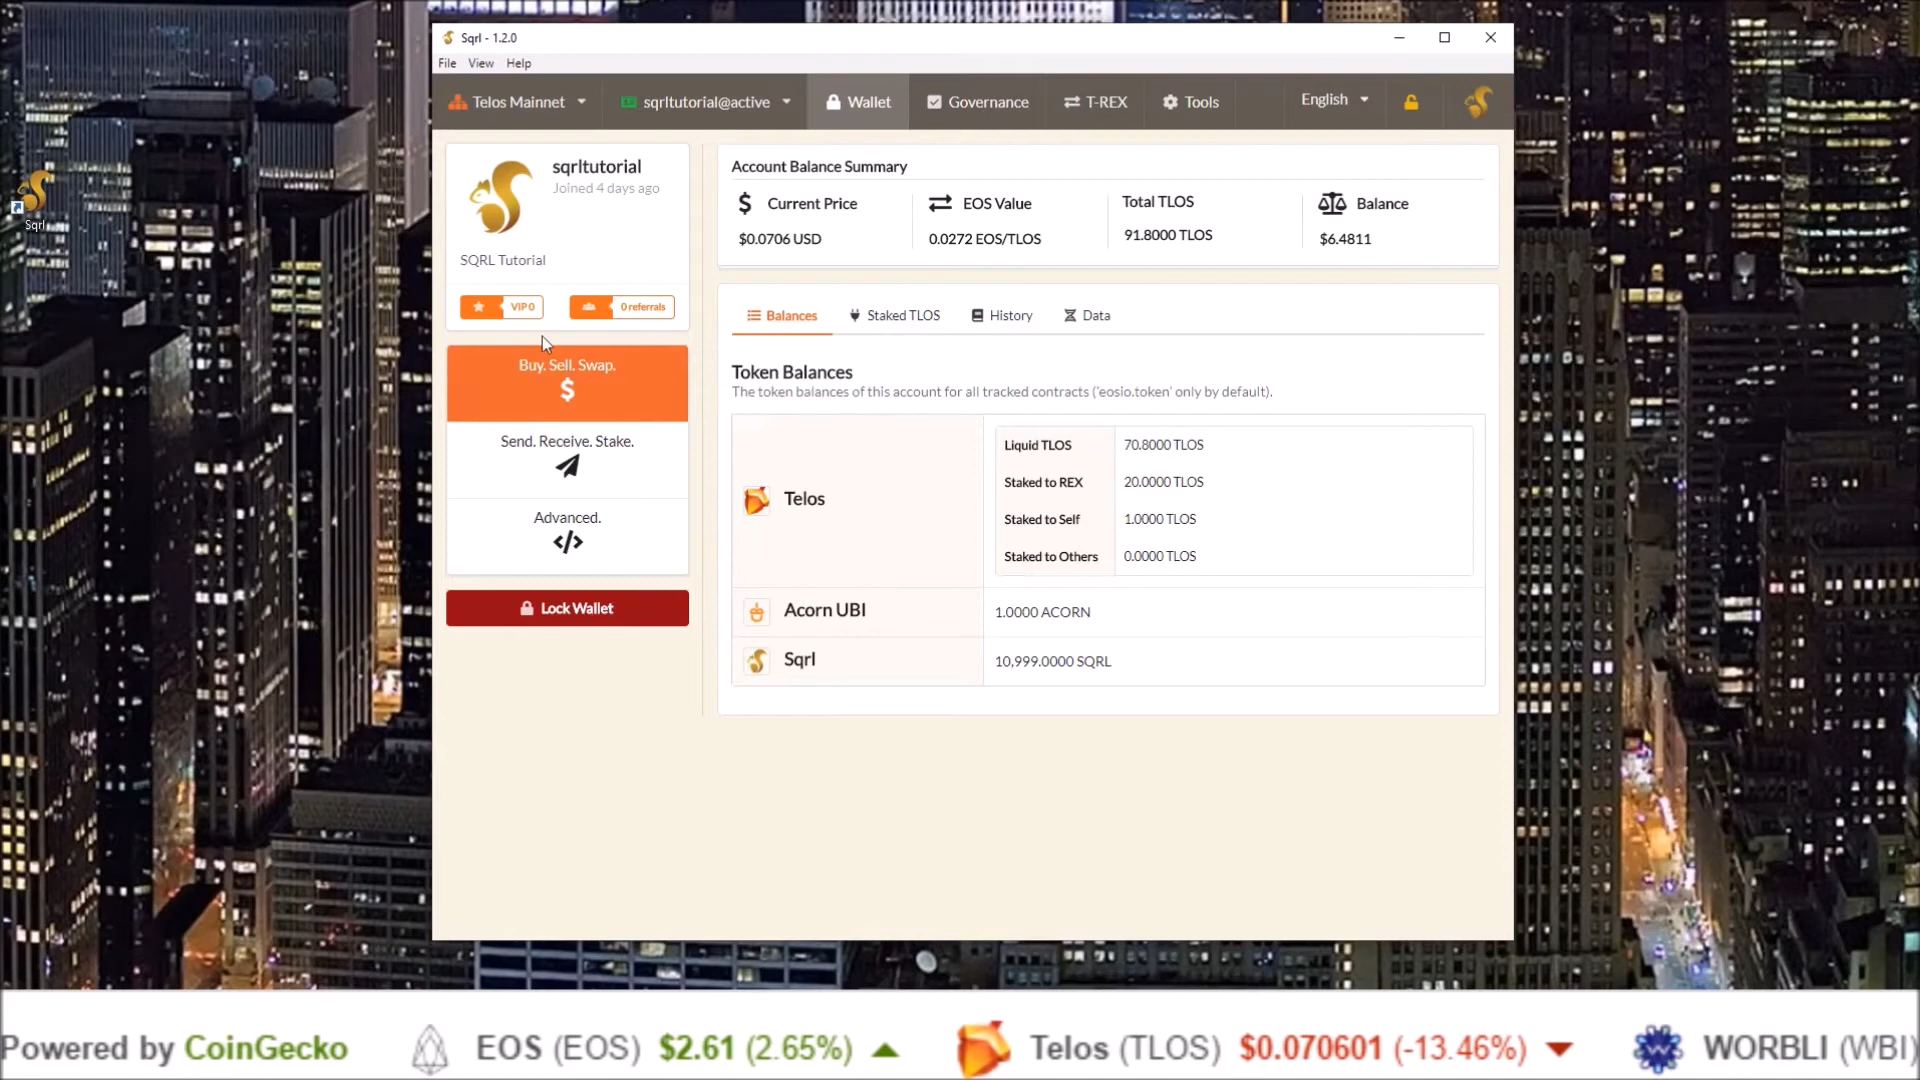 Sqrl - 1.2.0
File View Help
Telos Mainnet sqrltutorial@active Wallet Governance T-REX Tools English
sqrltutorial
Joined 4 days ago
SQRL Tutorial
VIP 0 0 referrals
Buy. Sell. Swap.
Send. Receive. Stake.
Advanced.
Lock Wallet
Account Balance Summary
Current Price EOS Value Total TLOS Balance
$0.0706 USD 0.0272 EOS/TLOS 91.8000 TLOS $6.4811
Balances Staked TLOS History Data
Token Balances
The token balances of this account for all tracked contracts ('eosio.token' only by default).
Telos
Liquid TLOS 70.8000 TLOS
Staked to REX 20.0000 TLOS
Staked to Self 1.0000 TLOS
Staked to Others 0.0000 TLOS
Acorn UBI 1.0000 ACORN
Sqrl 10,999.0000 SQRL
Sqrl
Powered by CoinGecko EOS (EOS) $2.61 (2.65%) Telos (TLOS) $0.070601 (-13.46%) WORBLI (WBI)